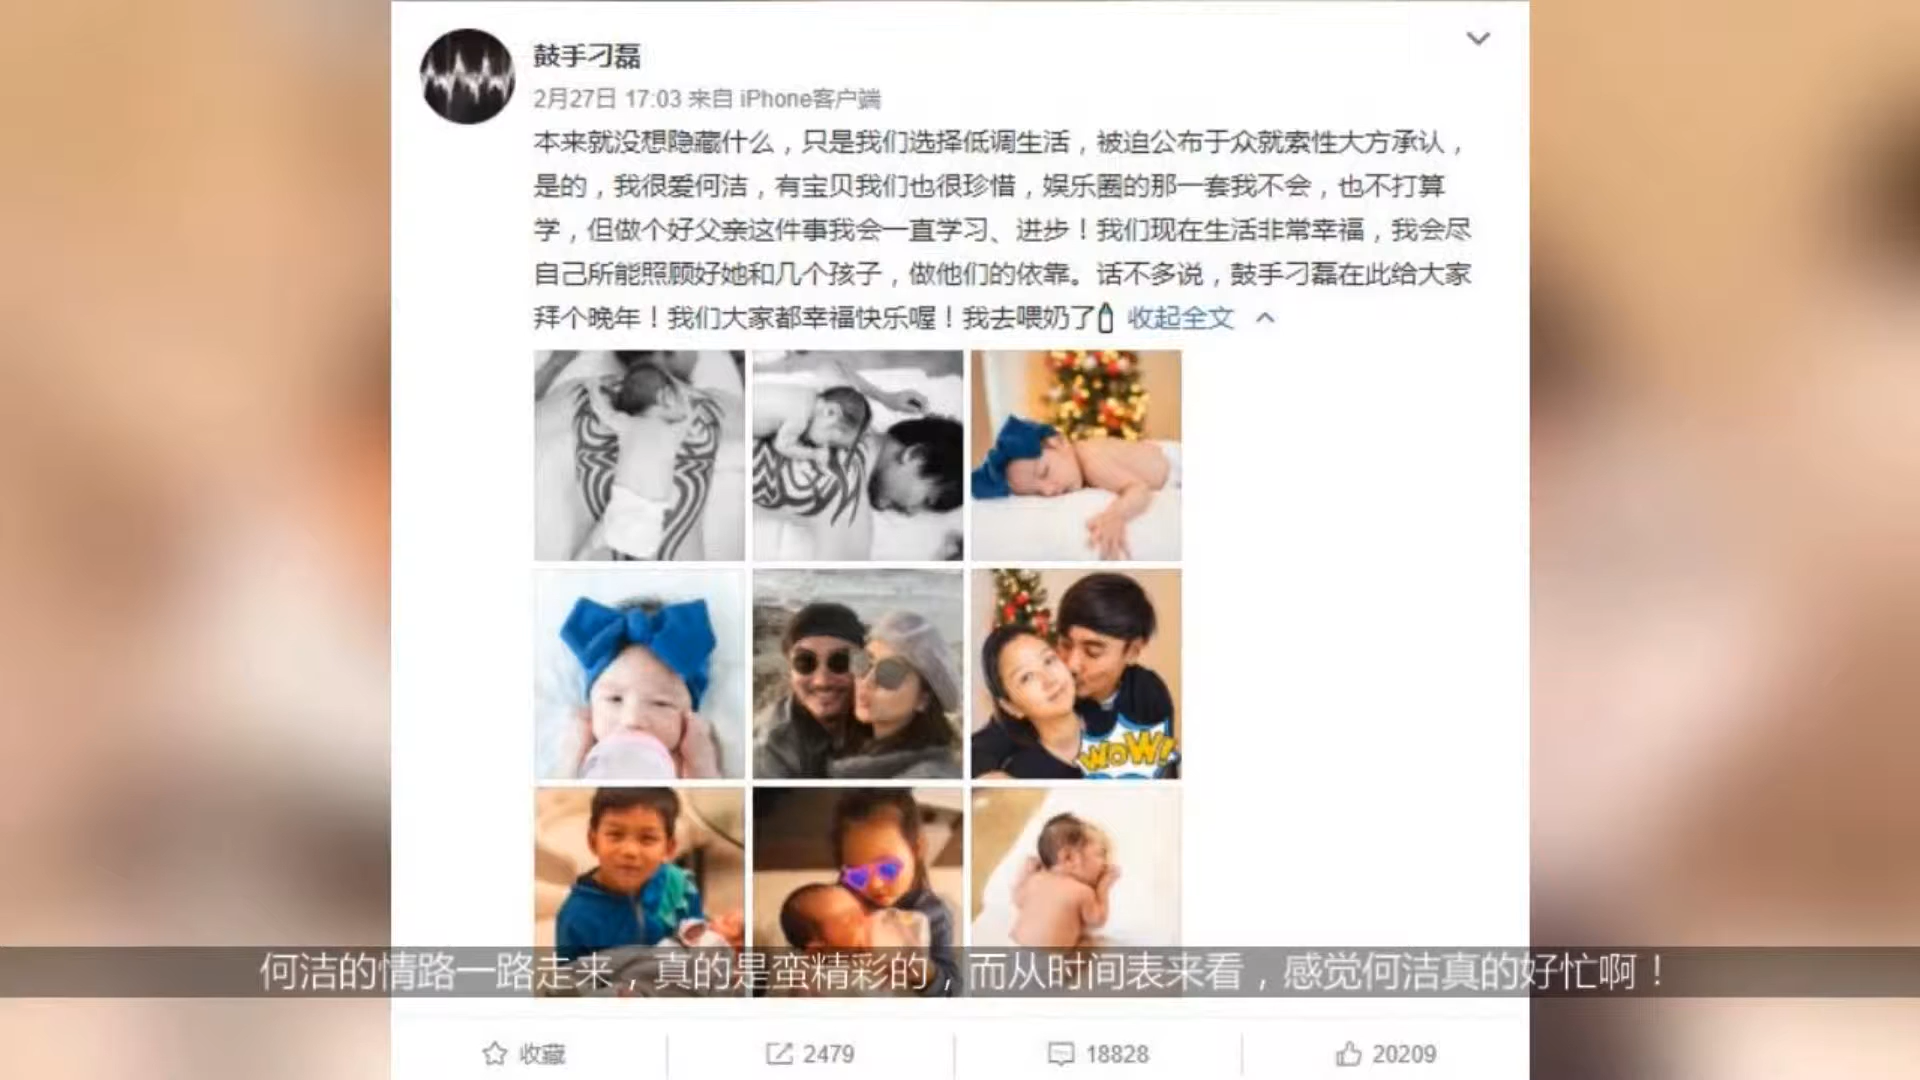 鼓手刁磊
2月27日 17:03 来自 iPhone客户端
本来就没想隐藏什么，只是我们选择低调生活，被迫公布于众就索性大方承认，
是的，我很爱何洁，有宝贝我们也很珍惜，娱乐圈的那一套我不会，也不打算
学，但做个好父亲这件事我会一直学习、进步！我们现在生活非常幸福，我会尽
自己所能照顾好她和几个孩子，做他们的依靠。话不多说，鼓手刁磊在此给大家
拜个晚年！我们大家都幸福快乐喔！我去喂奶了🍼 收起全文
WOW!
何洁的情路一路走来，真的是蛮精彩的，而从时间表来看，感觉何洁真的好忙啊！
收藏 2479 18828 20209